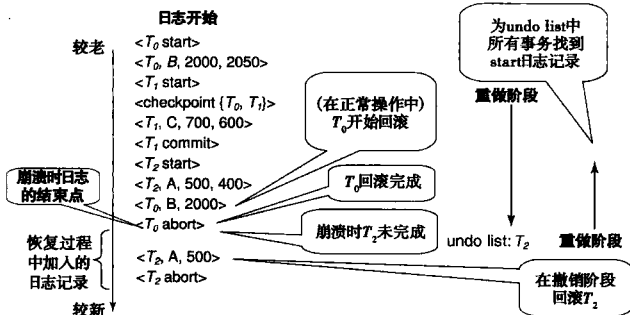 日志开始
较老
<T0 start>
<T0, B, 2000, 2050>
<T1 start>
<checkpoint {T0, T1}>
<T1, C, 700, 600>
<T1 commit>
<T2 start>
<T2, A, 500, 400>
<T0, B, 2000>
<T0 abort>
<T2, A, 500>
<T2 abort>
较新
崩溃时日志
的结束点
恢复过程
中加入的
日志记录
(在正常操作中)
T0开始回滚
T0回滚完成
崩溃时T2未完成
为undo list中
所有事务找到
start日志记录
重做阶段
undo list: T2
重做阶段
在撤销阶段
回滚T2